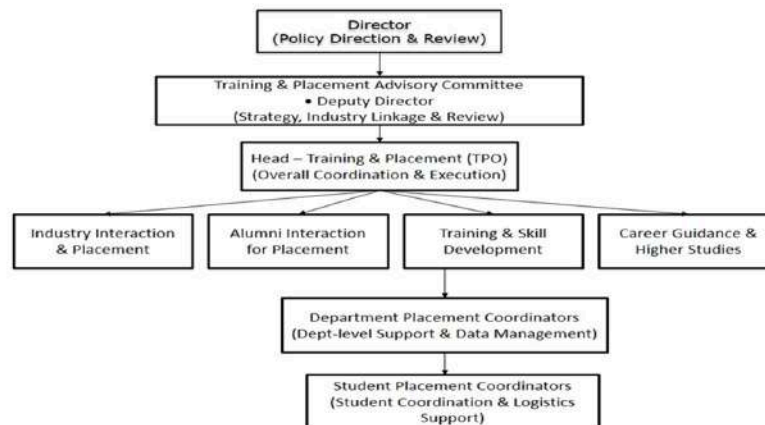 Director
(Policy Direction & Review)
Training & Placement Advisory Committee
• Deputy Director
(Strategy, Industry Linkage & Review)
Head – Training & Placement (TPO)
(Overall Coordination & Execution)
Industry Interaction
& Placement
Alumni Interaction
for Placement
Training & Skill
Development
Career Guidance &
Higher Studies
Department Placement Coordinators
(Dept-level Support & Data Management)
Student Placement Coordinators
(Student Coordination & Logistics
Support)